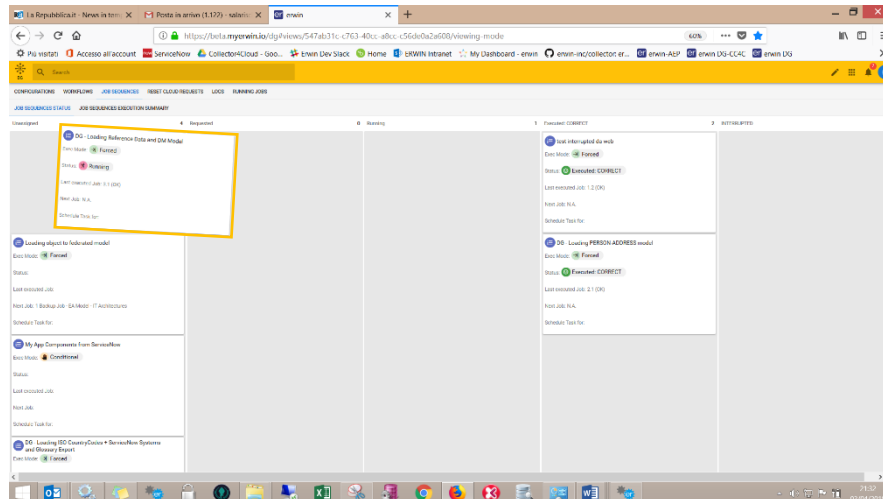 La Repubblica.it - News in temp
Posta in arrivo (1.122) - salaris
erwin
https://beta.myerwin.io/dg#views/547ab31c-c763-40cc-a8cc-c56de0a2a608/viewing-mode
60%
Più visitati
Accesso all'account
ServiceNow
Collector4Cloud - Goo...
Erwin Dev Slack
Home
ERWIN Intranet
My Dashboard - erwin
erwin-inc/collector: er...
erwin-AEP
erwin DG-CC4C
erwin DG
DG
Search
CONFIGURATIONS
WORKFLOWS
JOB SEQUENCES
RESET CLOUD REQUESTS
LOGS
RUNNING JOBS
JOB SEQUENCES STATUS
JOB SEQUENCES EXECUTION SUMMARY
Unassigned
4
Requested
0
Running
1
Executed: CORRECT
2
INTERRUPTED
DG - Loading Reference Data and DM Model
Exec Mode: Forced
Status: Running
Last executed Job: 3.1 (OK)
Next Job: N.A.
Schedule Task for:
test interrupted da web
Exec Mode: Forced
Status: Executed: CORRECT
Last executed Job: 1.2 (OK)
Next Job: N.A.
Schedule Task for:
Loading object to federated model
Exec Mode: Forced
Status:
Last executed Job:
Next Job: 1 Backup Job - EA Model - IT Architectures
Schedule Task for:
DG - Loading PERSON ADDRESS model
Exec Mode: Forced
Status: Executed: CORRECT
Last executed Job: 2.1 (OK)
Next Job: N.A.
Schedule Task for:
My App Components from ServiceNow
Exec Mode: Conditional
Status:
Last executed Job:
Next Job:
Schedule Task for:
DG - Loading ISO CountryCodes + ServiceNow Systems
and Glossary Export
Exec Mode: Forced
21:32